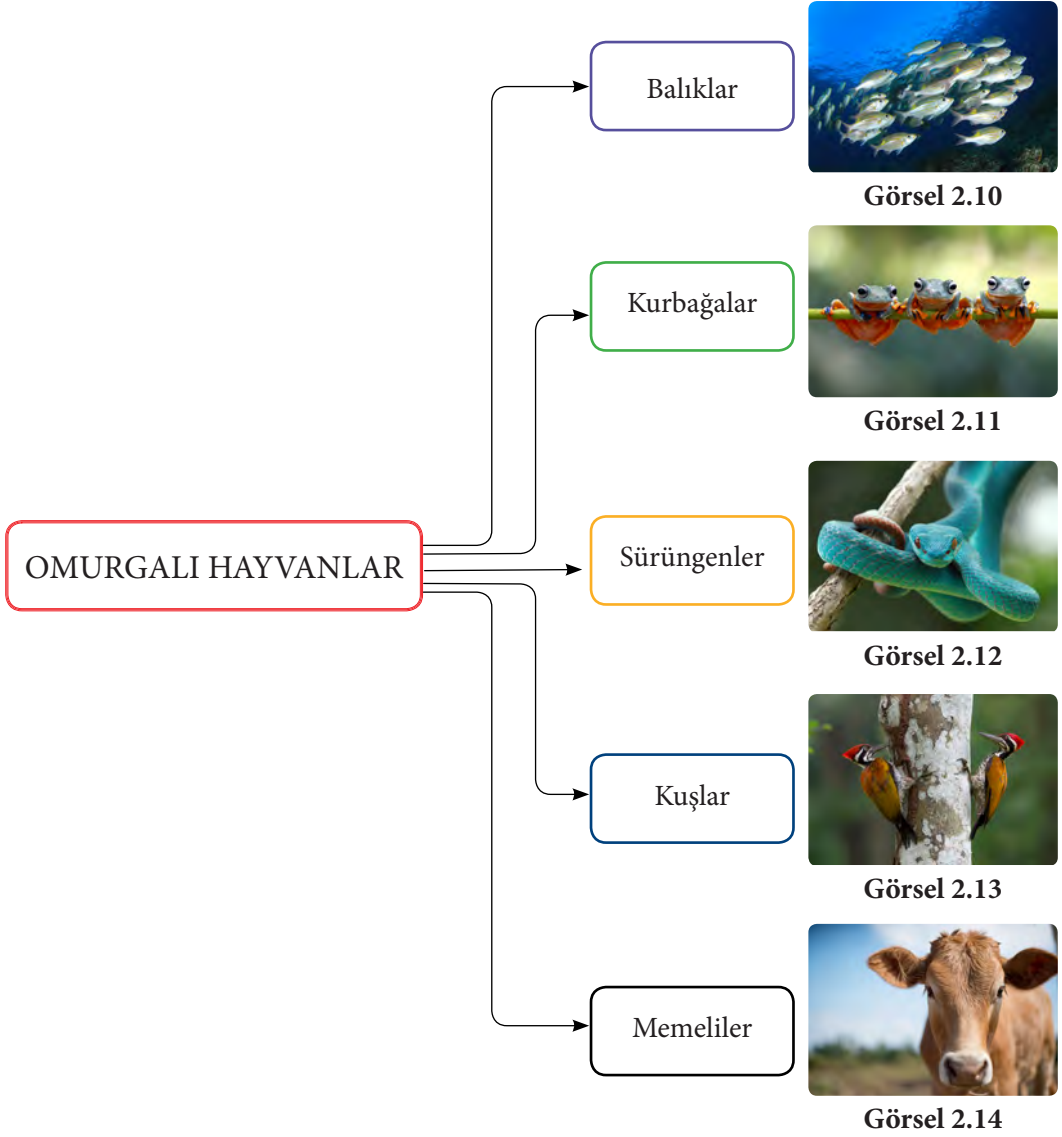 Balıklar
Görsel 2.10
Kurbağalar
Görsel 2.11
OMURGALI HAYVANLAR
Sürüngenler
Görsel 2.12
Kuşlar
Görsel 2.13
Memeliler
Görsel 2.14